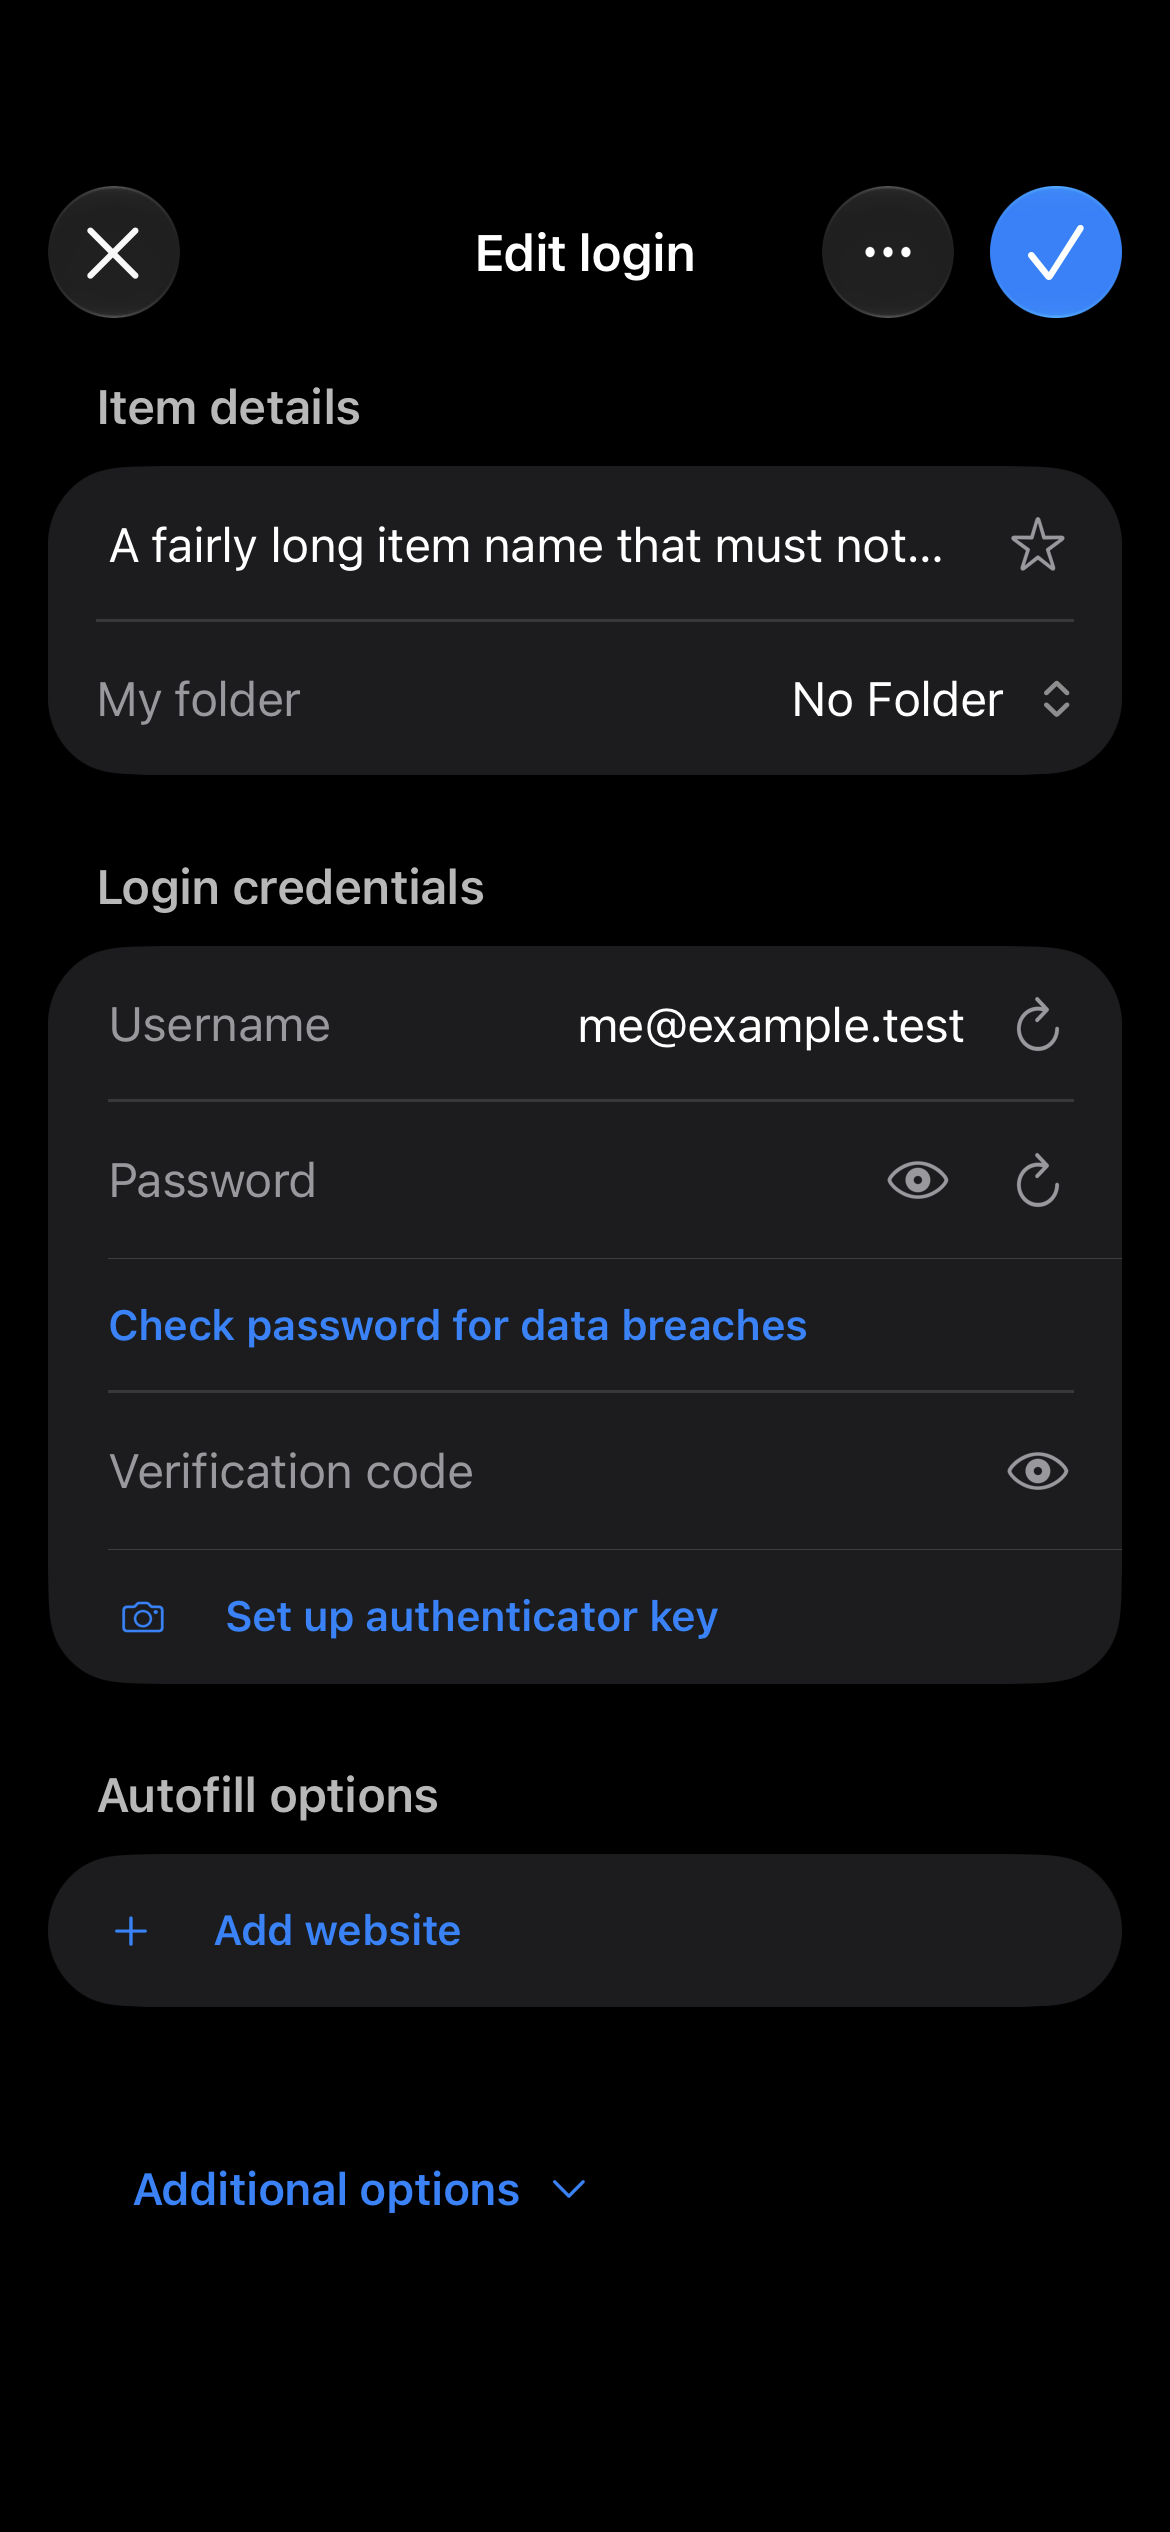 Edit login
Item details
A fairly long item name that must not...
My folder No Folder
Login credentials
Username me@example.test
Password
Check password for data breaches
Verification code
Set up authenticator key
Autofill options
Add website
Additional options